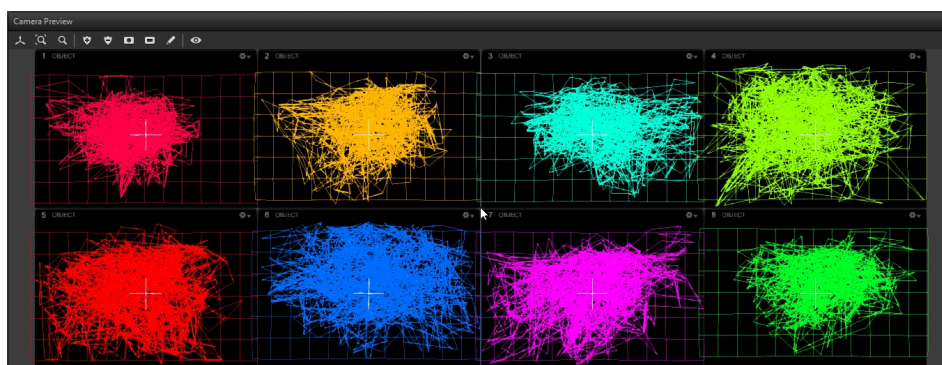 Camera Preview
1 OBJECT
2 OBJECT
3 OBJECT
4 OBJECT
5 OBJECT
6 OBJECT
7 OBJECT
8 OBJECT